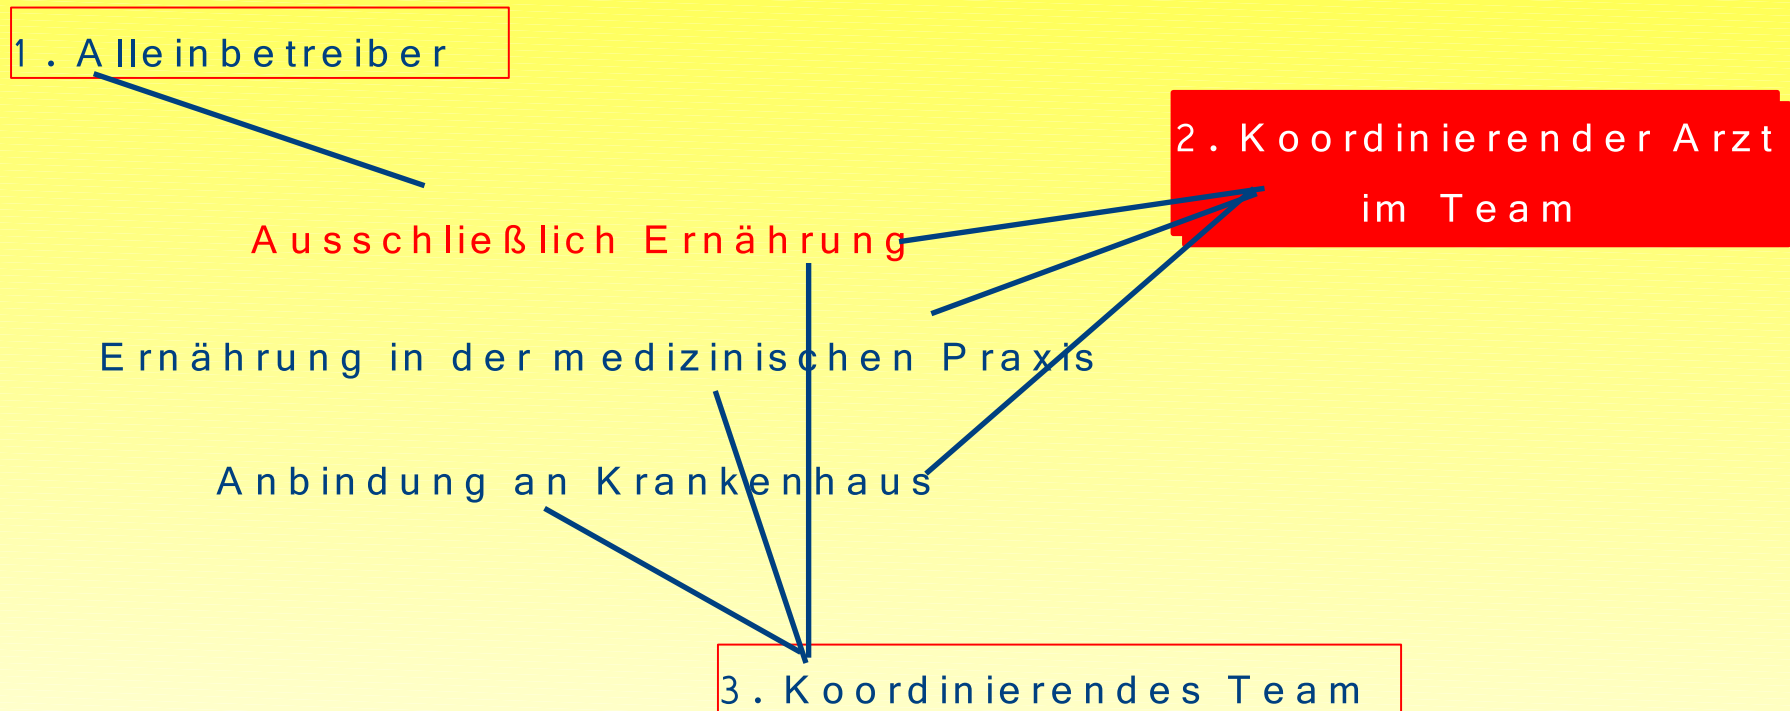 1. Alleinbetreiber
2. Koordinierender Arzt
im Team
Ausschließlich Ernährung
Ernährung in der medizinischen Praxis
Anbindung an Krankenhaus
3. Koordinierendes Team